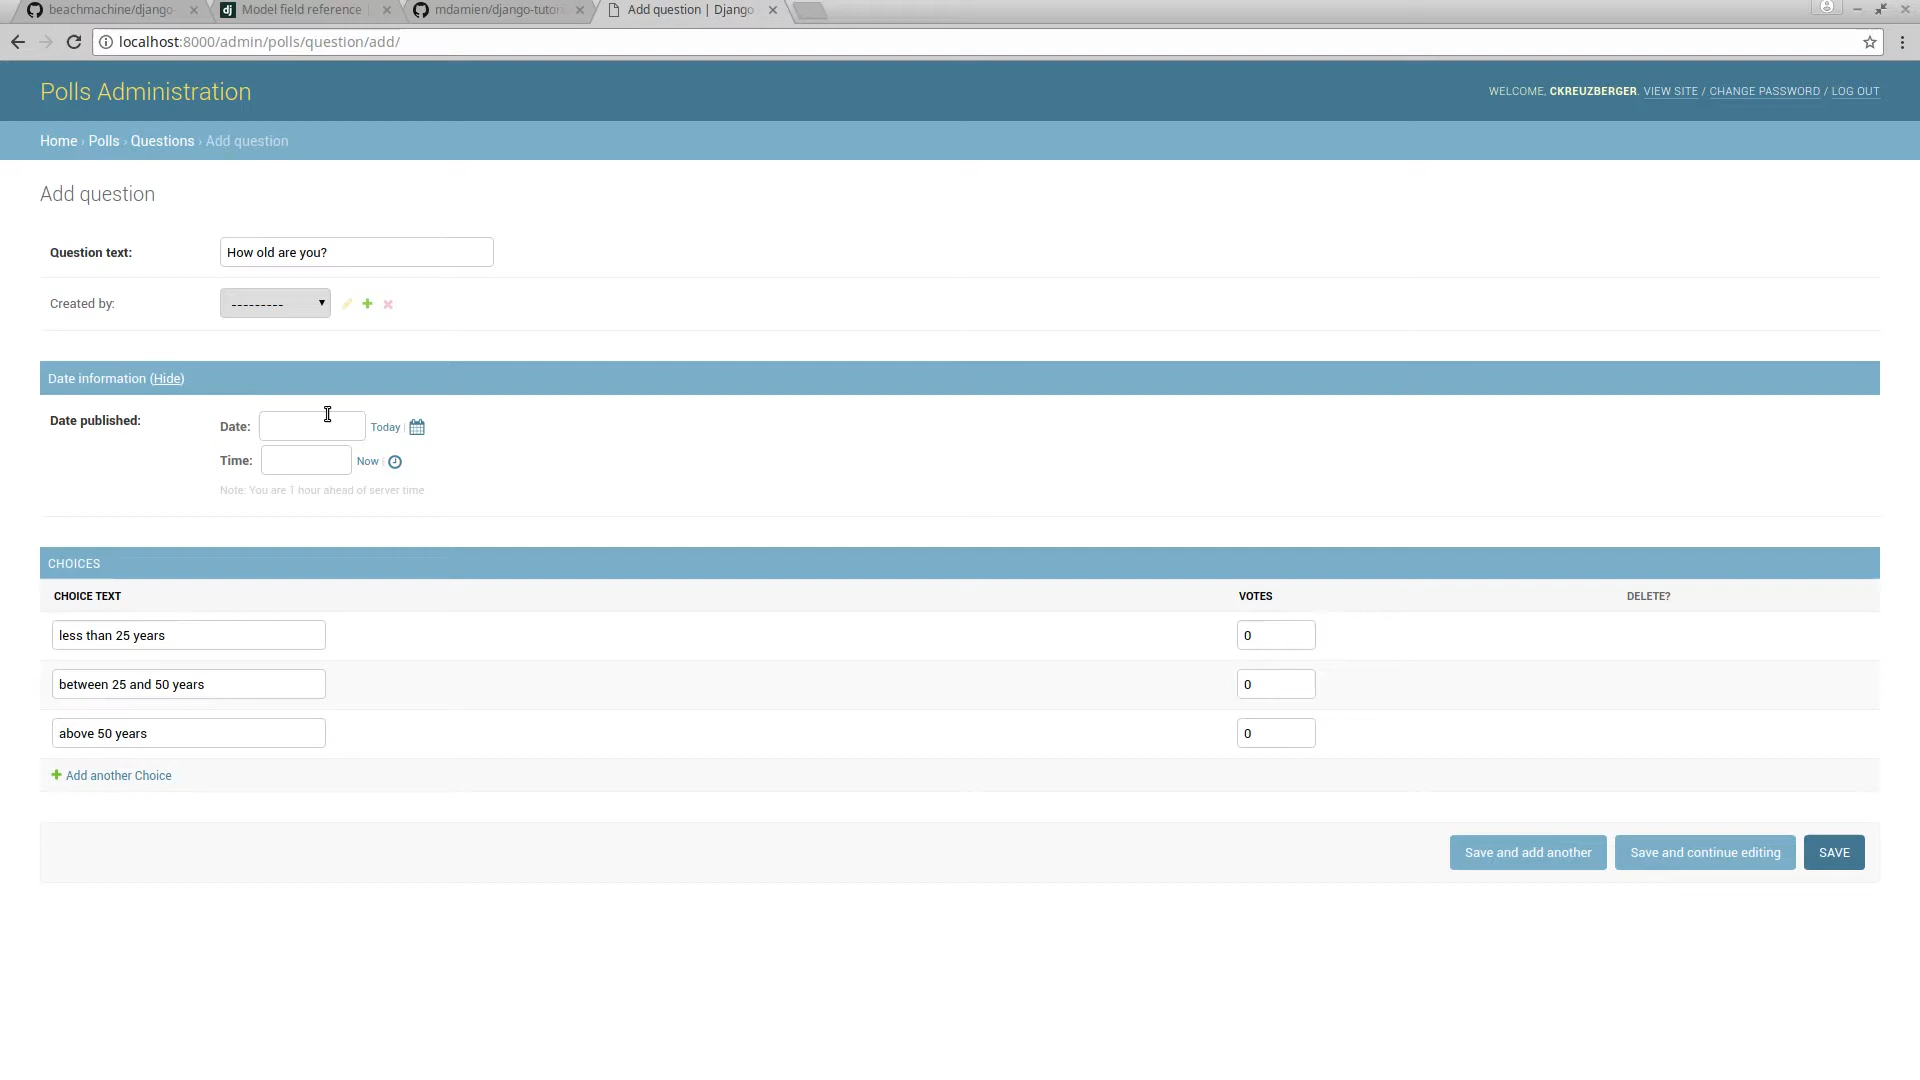 beachmachine/django- Model field reference | mdamien/django-tutor Add question | Django
localhost:8000/admin/polls/question/add/
Polls Administration
WELCOME, CKREUZBERGER. VIEW SITE / CHANGE PASSWORD / LOG OUT
Home › Polls › Questions › Add question
Add question
Question text: How old are you?
Created by: ---------
Date information (Hide)
Date published:
Date: Today |
Time: Now |
Note: You are 1 hour ahead of server time
CHOICES
CHOICE TEXT VOTES DELETE?
less than 25 years 0
between 25 and 50 years 0
above 50 years 0
Add another Choice
Save and add another Save and continue editing SAVE